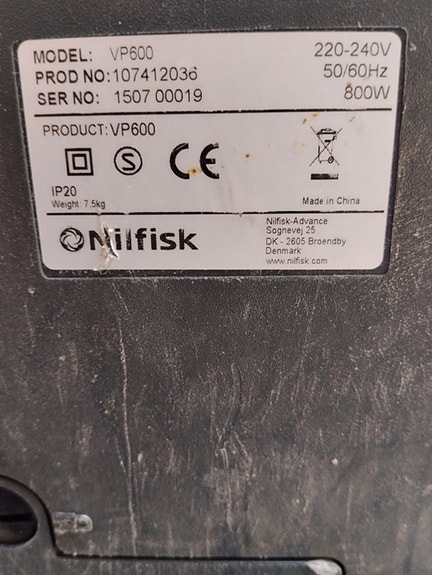 MODEL: VP600 220-240V
PROD NO: 107412036 50/60Hz
SER NO: 1507 00019 800W
PRODUCT: VP600
S CE
IP20
Weight: 7.5kg Made in China
Nilfisk
Nilfisk-Advance
Sognevej 25
DK - 2605 Broendby
Denmark
www.nilfisk.com